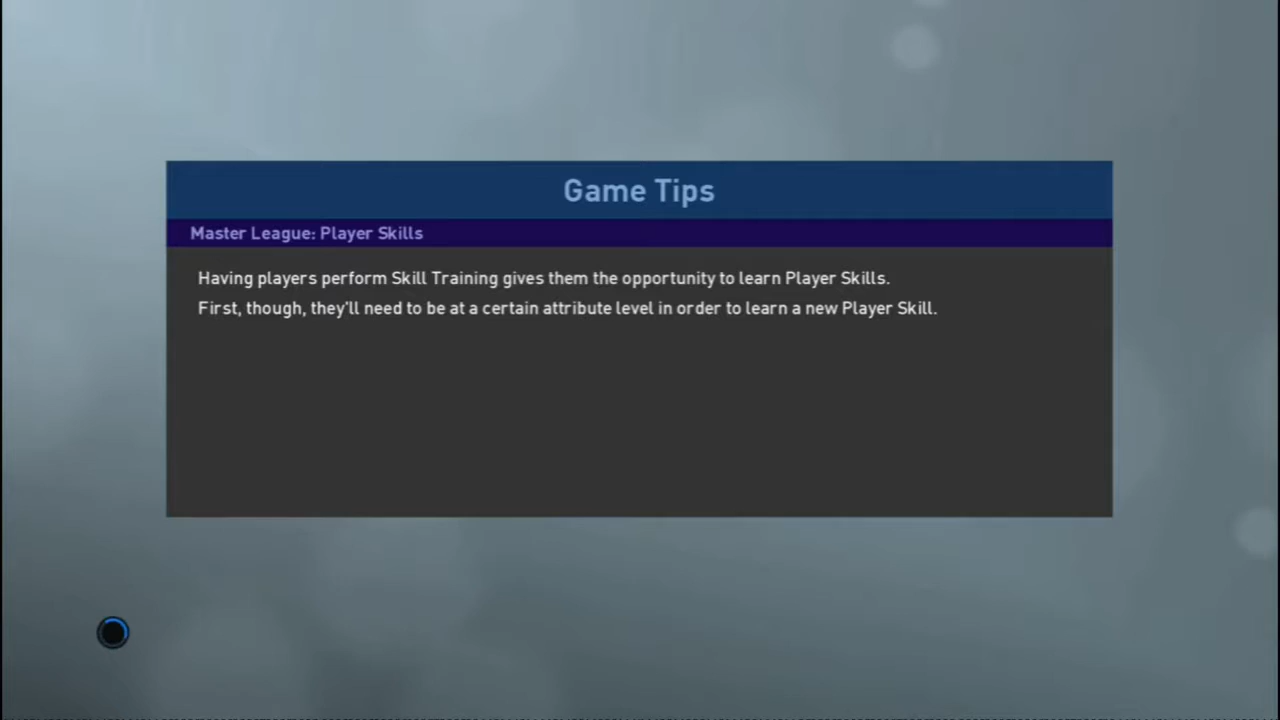 Game Tips
Master League: Player Skills
Having players perform Skill Training gives them the opportunity to learn Player Skills.
First, though, they'll need to be at a certain attribute level in order to learn a new Player Skill.